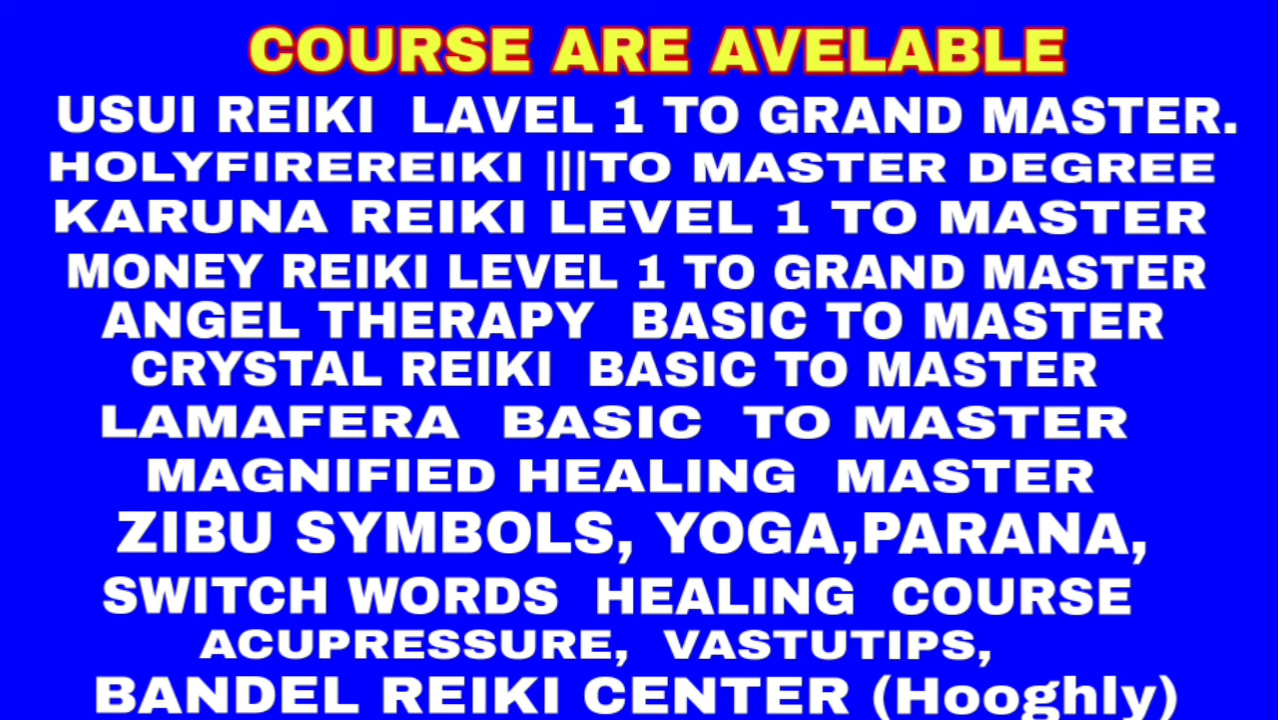 COURSE ARE AVELABLE
USUI REIKI LAVEL 1 TO GRAND MASTER.
HOLYFIREREIKI |||TO MASTER DEGREE
KARUNA REIKI LEVEL 1 TO MASTER
MONEY REIKI LEVEL 1 TO GRAND MASTER
ANGEL THERAPY BASIC TO MASTER
CRYSTAL REIKI BASIC TO MASTER
LAMAFERA BASIC TO MASTER
MAGNIFIED HEALING MASTER
ZIBU SYMBOLS, YOGA,PARANA,
SWITCH WORDS HEALING COURSE
ACUPRESSURE, VASTUTIPS,
BANDEL REIKI CENTER (Hooghly)